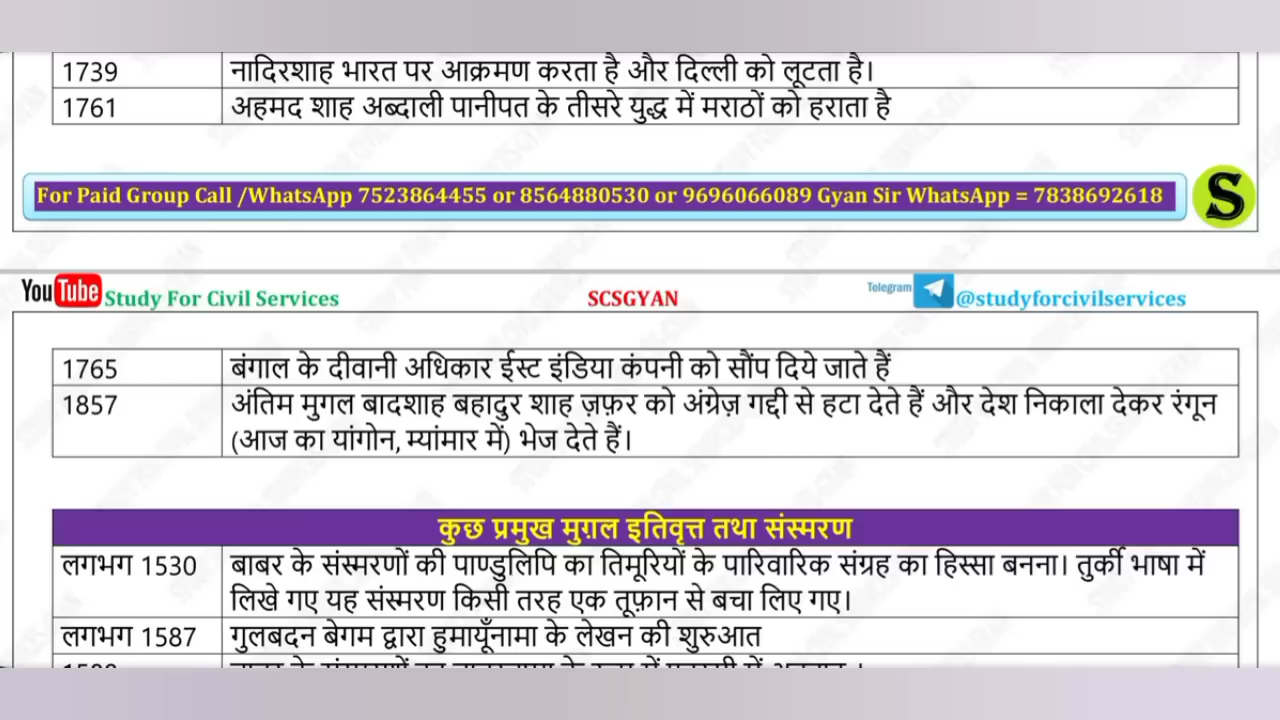 1739 नादिरशाह भारत पर आक्रमण करता है और दिल्ली को लूटता है।
1761 अहमद शाह अब्दाली पानीपत के तीसरे युद्ध में मराठों को हराता है
For Paid Group Call /WhatsApp 7523864455 or 8564880530 or 9696066089 Gyan Sir WhatsApp = 7838692618
S
YouTube Study For Civil Services SCSGYAN Telegram @studyforcivilservices
1765 बंगाल के दीवानी अधिकार ईस्ट इंडिया कंपनी को सौंप दिये जाते हैं
1857 अंतिम मुगल बादशाह बहादुर शाह ज़फ़र को अंग्रेज़ गद्दी से हटा देते हैं और देश निकाला देकर रंगून
(आज का यांगोन, म्यांमार में) भेज देते हैं।
कुछ प्रमुख मुग़ल इतिवृत्त तथा संस्मरण
लगभग 1530 बाबर के संस्मरणों की पाण्डुलिपि का तिमूरियों के पारिवारिक संग्रह का हिस्सा बनना। तुर्की भाषा में
लिखे गए यह संस्मरण किसी तरह एक तूफ़ान से बचा लिए गए।
लगभग 1587 गुलबदन बेगम द्वारा हुमायूँनामा के लेखन की शुरुआत